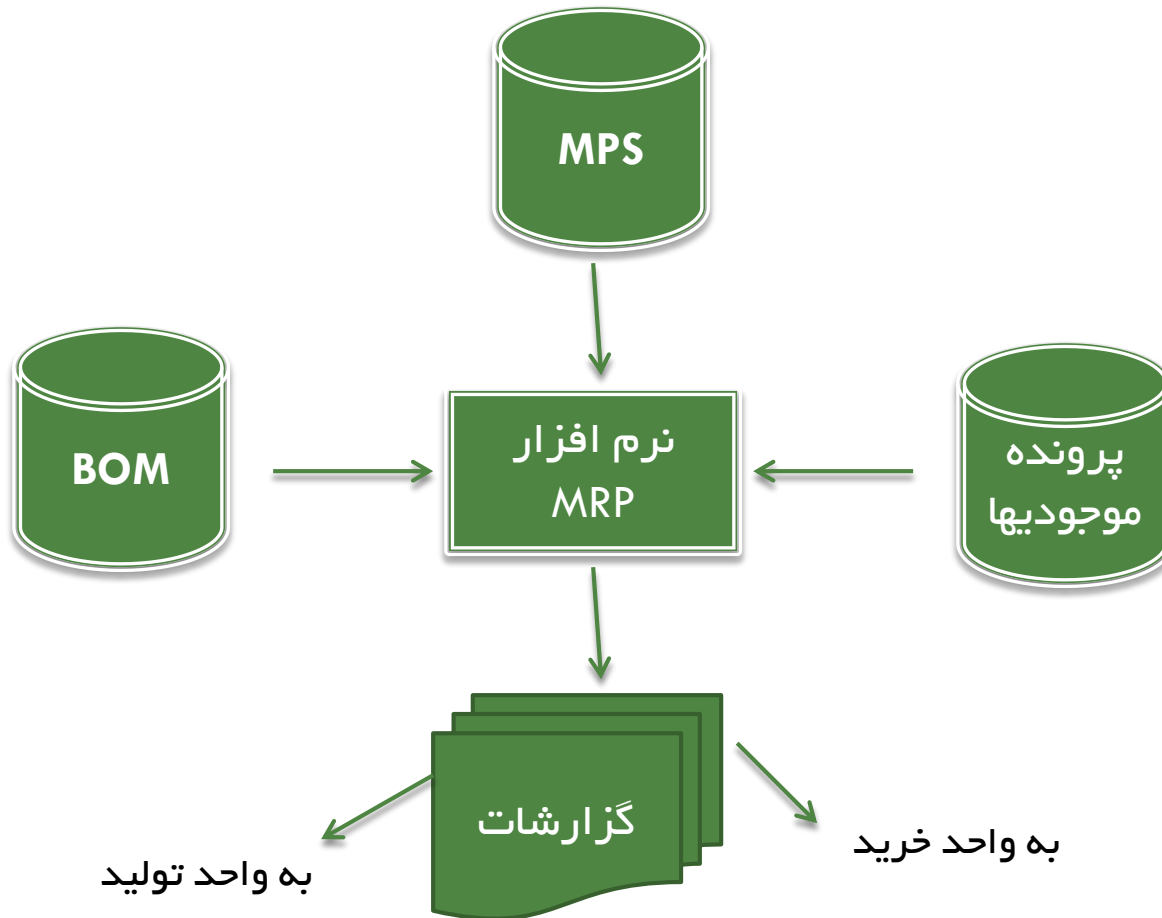 MPS
BOM
نرم افزار
MRP
پرونده
موجودیها
گزارشات
به واحد خرید
به واحد تولید